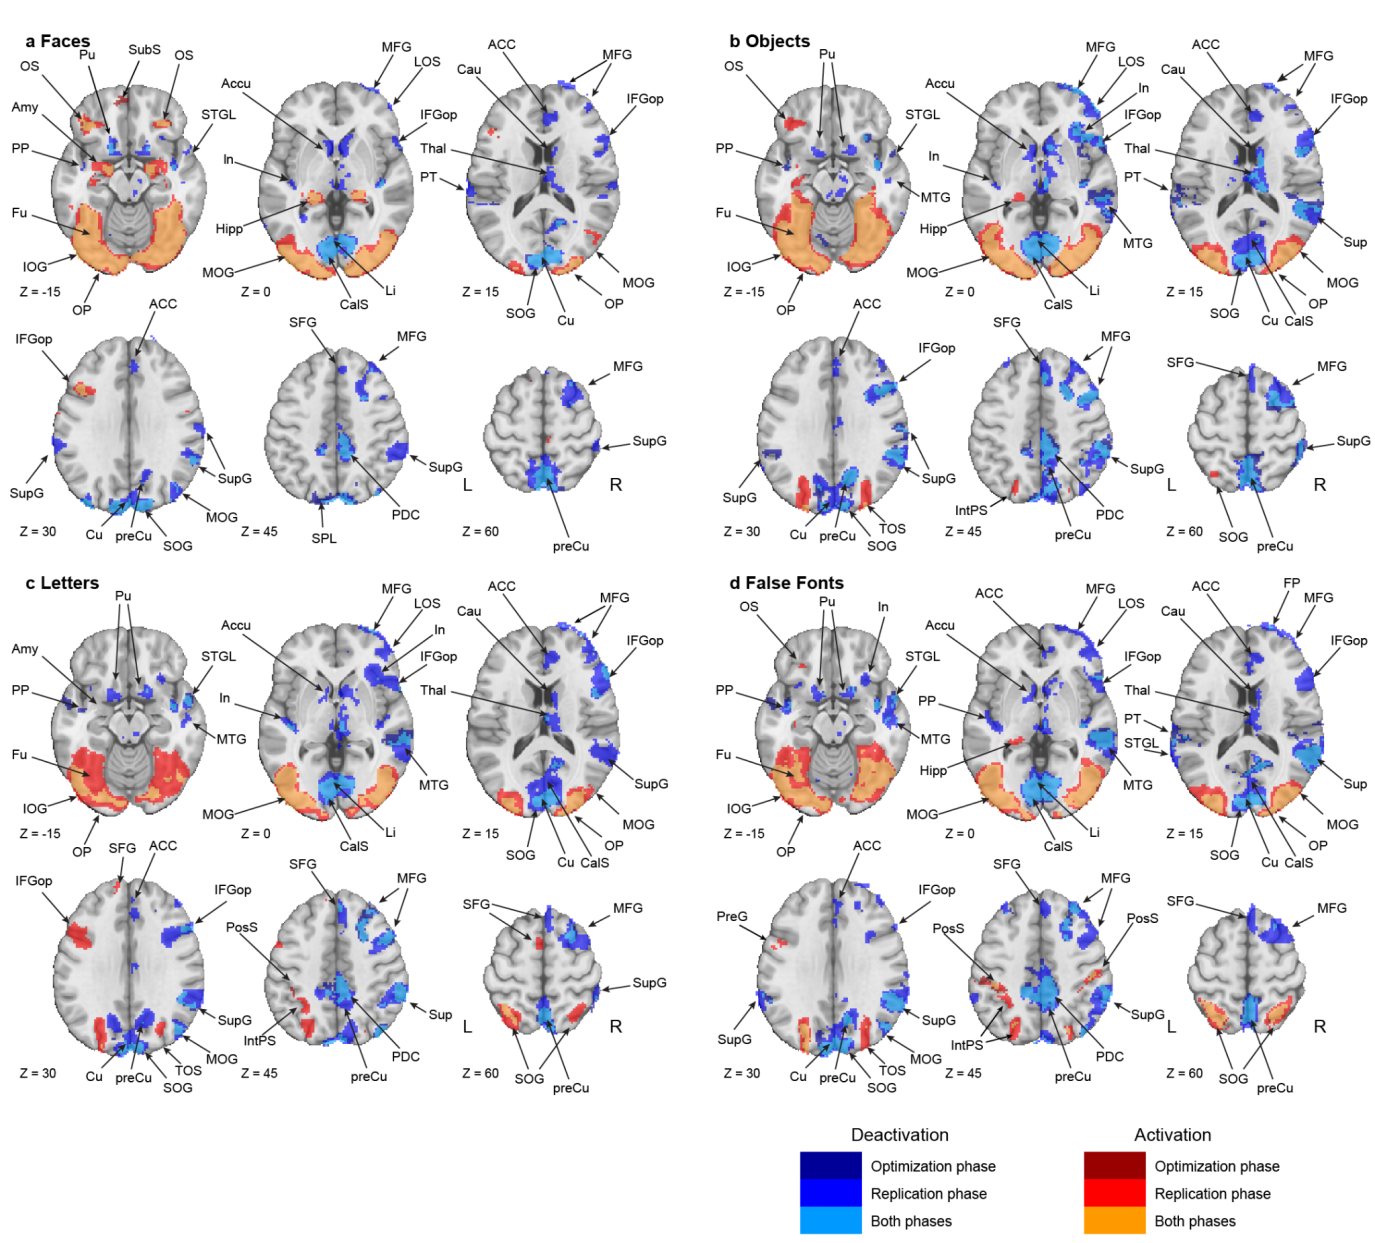 a Faces
OS
Pu
SubS
OS
Amy
STGL
PP
Fu
IOG
Z = -15
OP
Accu
MFG
LOS
IFGop
In
Hipp
MOG
Z = 0
CalS
Li
ACC
Cau
MFG
IFGop
Thal
PT
MOG
Z = 15
OP
SOG
Cu
IFGop
ACC
SupG
SupG
MOG
Z = 30
Cu
preCu
SOG
SFG
MFG
SupG
PDC
Z = 45
SPL
MFG
SupG
L
R
Z = 60
preCu
b Objects
OS
Pu
STGL
PP
MTG
Fu
IOG
Z = -15
OP
Accu
MFG
LOS
In
IFGop
In
Hipp
MTG
MOG
Z = 0
Li
CalS
ACC
Cau
MFG
IFGop
Thal
PT
Sup
MOG
Z = 15
OP
SOG
Cu
CalS
ACC
IFGop
SupG
SupG
Z = 30
Cu
preCu
TOS
SOG
SFG
MFG
SupG
IntPS
PDC
Z = 45
preCu
SFG
MFG
SupG
L
R
Z = 60
SOG
preCu
c Letters
Pu
Amy
STGL
PP
MTG
Fu
IOG
Z = -15
OP
Accu
MFG
LOS
In
IFGop
In
MTG
MOG
Z = 0
Li
CalS
ACC
Cau
MFG
IFGop
Thal
SupG
MOG
Z = 15
OP
SOG
Cu
CalS
SFG
ACC
IFGop
IFGop
SupG
MOG
Z = 30
Cu
preCu
TOS
SOG
SFG
MFG
PosS
Sup
IntPS
PDC
Z = 45
preCu
SFG
MFG
SupG
L
R
Z = 60
SOG
preCu
d False Fonts
OS
Pu
In
STGL
PP
MTG
Fu
IOG
Z = -15
OP
ACC
MFG
LOS
Accu
IFGop
PP
Hipp
MTG
MOG
Z = 0
Li
CalS
ACC
FP
MFG
Cau
IFGop
Thal
PT
STGL
Sup
MOG
Z = 15
OP
SOG
Cu
CalS
ACC
IFGop
PreG
SupG
SupG
MOG
Z = 30
Cu
preCu
SOG
SFG
MFG
PosS
PosS
SupG
IntPS
PDC
Z = 45
preCu
SFG
MFG
L
R
Z = 60
SOG
preCu
Deactivation
Activation
Optimization phase
Optimization phase
Replication phase
Replication phase
Both phases
Both phases